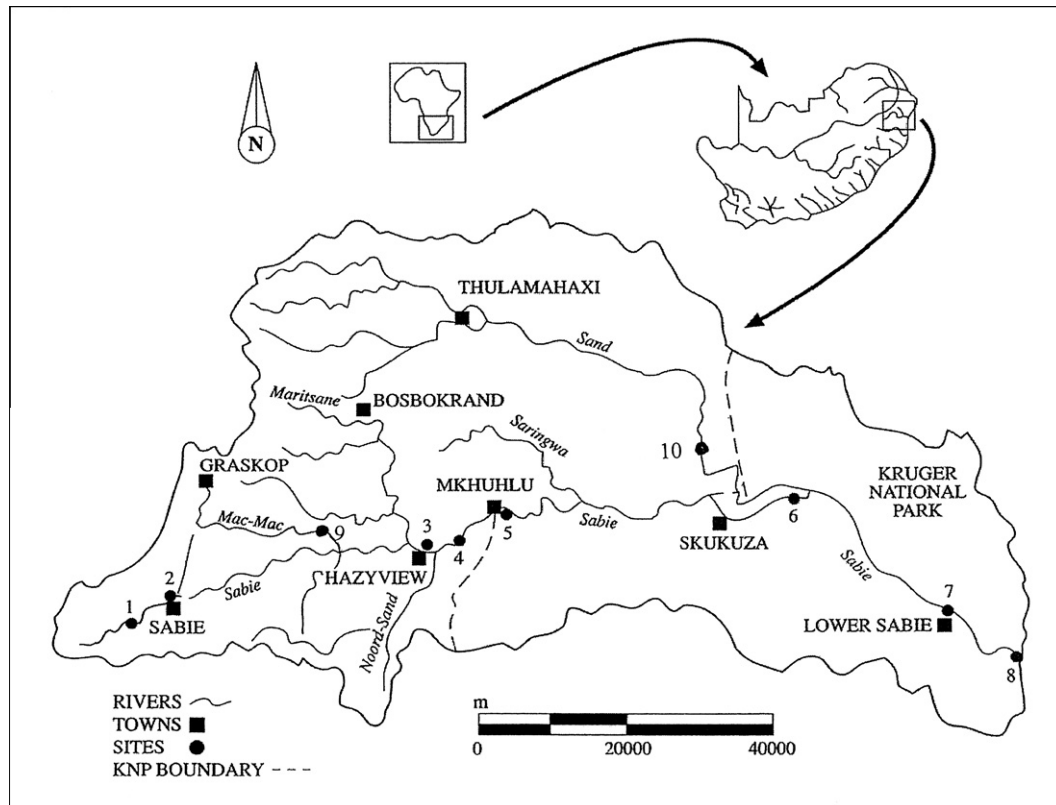 N
THULAMAHAXI
Sand
Maritsane
BOSBOKRAND
Saringwa
10
GRASKOP
MKHUHLU
KRUGER
NATIONAL
PARK
Mac-Mac
9
3
4
5
Sabie
6
SKUKUZA
HAZYVIEW
2
Sabie
1
SABIE
Noord-Sand
Sabie
7
LOWER SABIE
8
RIVERS
TOWNS
SITES
KNP BOUNDARY
m
0 20000 40000